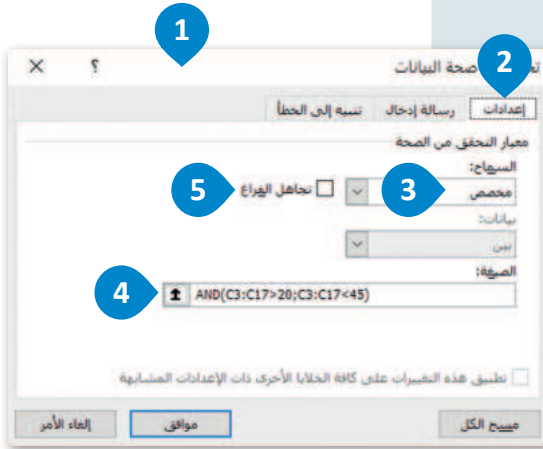 1
صحة البيانات
2
إعدادات رسالة إدخال تنبيه إلى الخطأ
معيار التحقق من الصحة
السماح:
مخصص
3
تجاهل الفراغ
5
بيانات:
بين
الصيغة:
AND(C3:C17>20;C3:C17<45)
4
تطبيق هذه التغييرات على كافة الخلايا الأخرى ذات الإعدادات المشابهة
مسح الكل موافق إلغاء الأمر